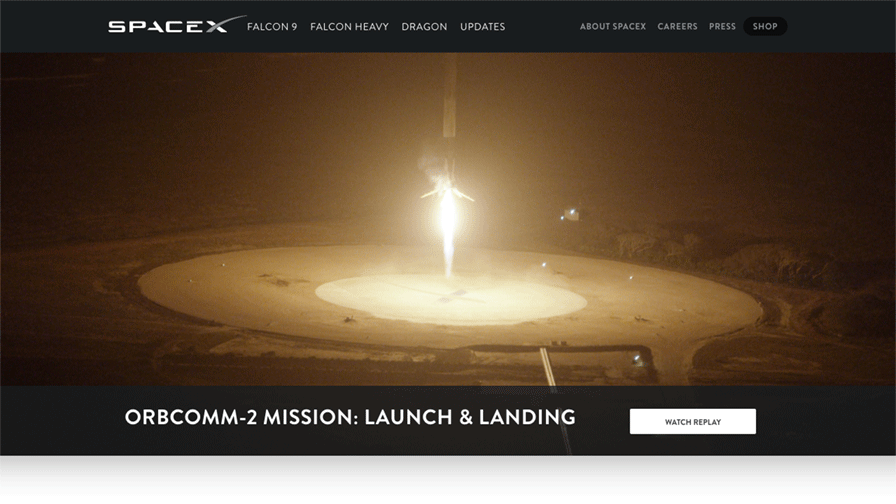 SPACEX FALCON 9 FALCON HEAVY DRAGON UPDATES ABOUT SPACEX CAREERS PRESS SHOP
ORBCOMM-2 MISSION: LAUNCH & LANDING WATCH REPLAY